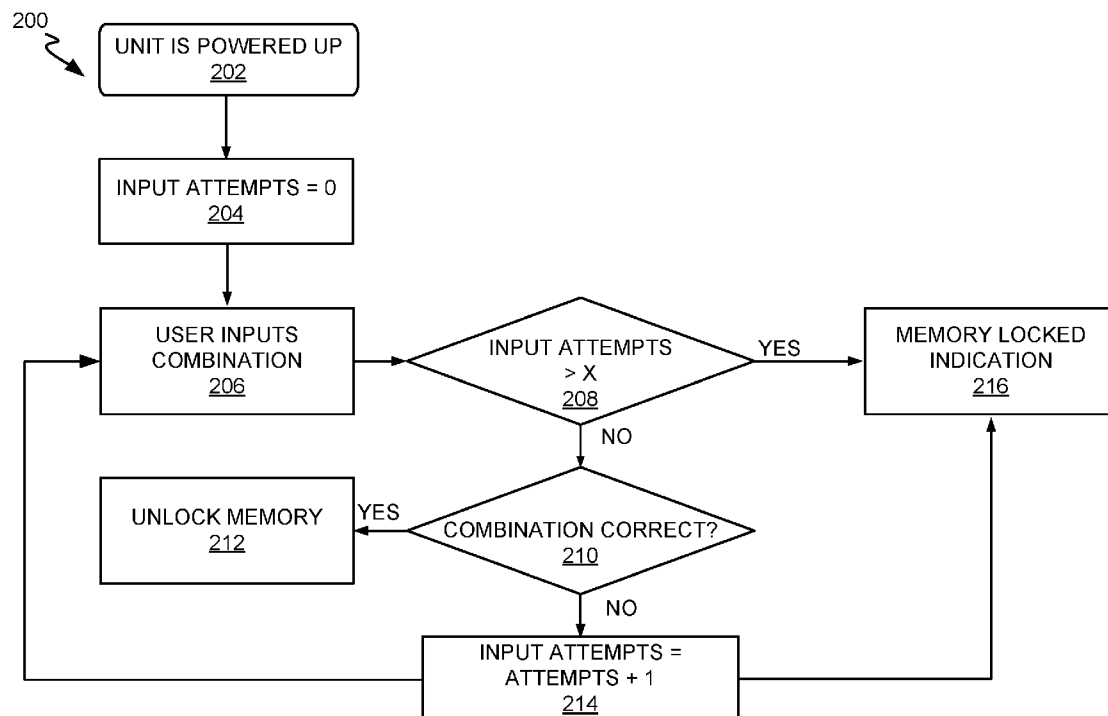 200
UNIT IS POWERED UP
202
INPUT ATTEMPTS = 0
204
USER INPUTS
COMBINATION
206
INPUT ATTEMPTS
> X
208
YES
MEMORY LOCKED
INDICATION
216
NO
UNLOCK MEMORY
212
YES
COMBINATION CORRECT?
210
NO
INPUT ATTEMPTS =
ATTEMPTS + 1
214